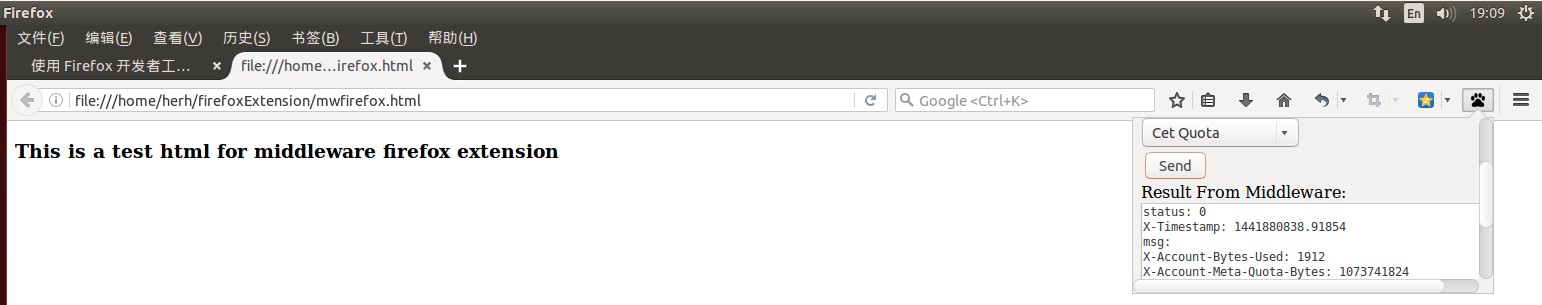 Firefox
En
19:09
文件(F) 编辑(E) 查看(V) 历史(S) 书签(B) 工具(T) 帮助(H)
使用 Firefox 开发者工...
file:///home...irefox.html
file:///home/herh/firefoxExtension/mwfirefox.html
Google <Ctrl+K>
This is a test html for middleware firefox extension
Cet Quota
Send
Result From Middleware:
status: 0
X-Timestamp: 1441880838.91854
msg:
X-Account-Bytes-Used: 1912
X-Account-Meta-Quota-Bytes: 1073741824